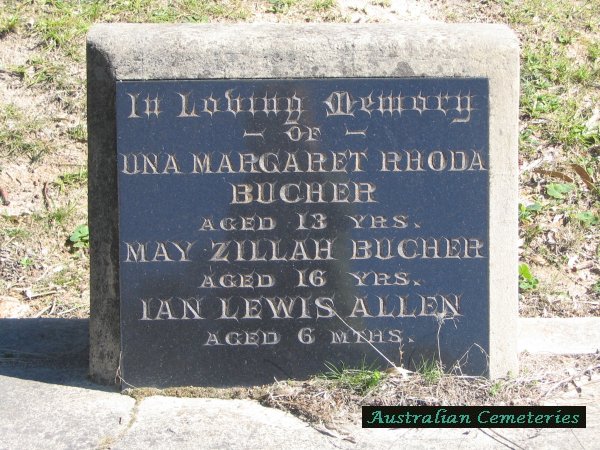 In Loving Memory
– OF –
UNA MARGARET RHODA
BUCHER
AGED 13 YRS.
MAY ZILLAH BUCHER
AGED 16 YRS.
IAN LEWIS ALLEN
AGED 6 MTHS.
Australian Cemeteries